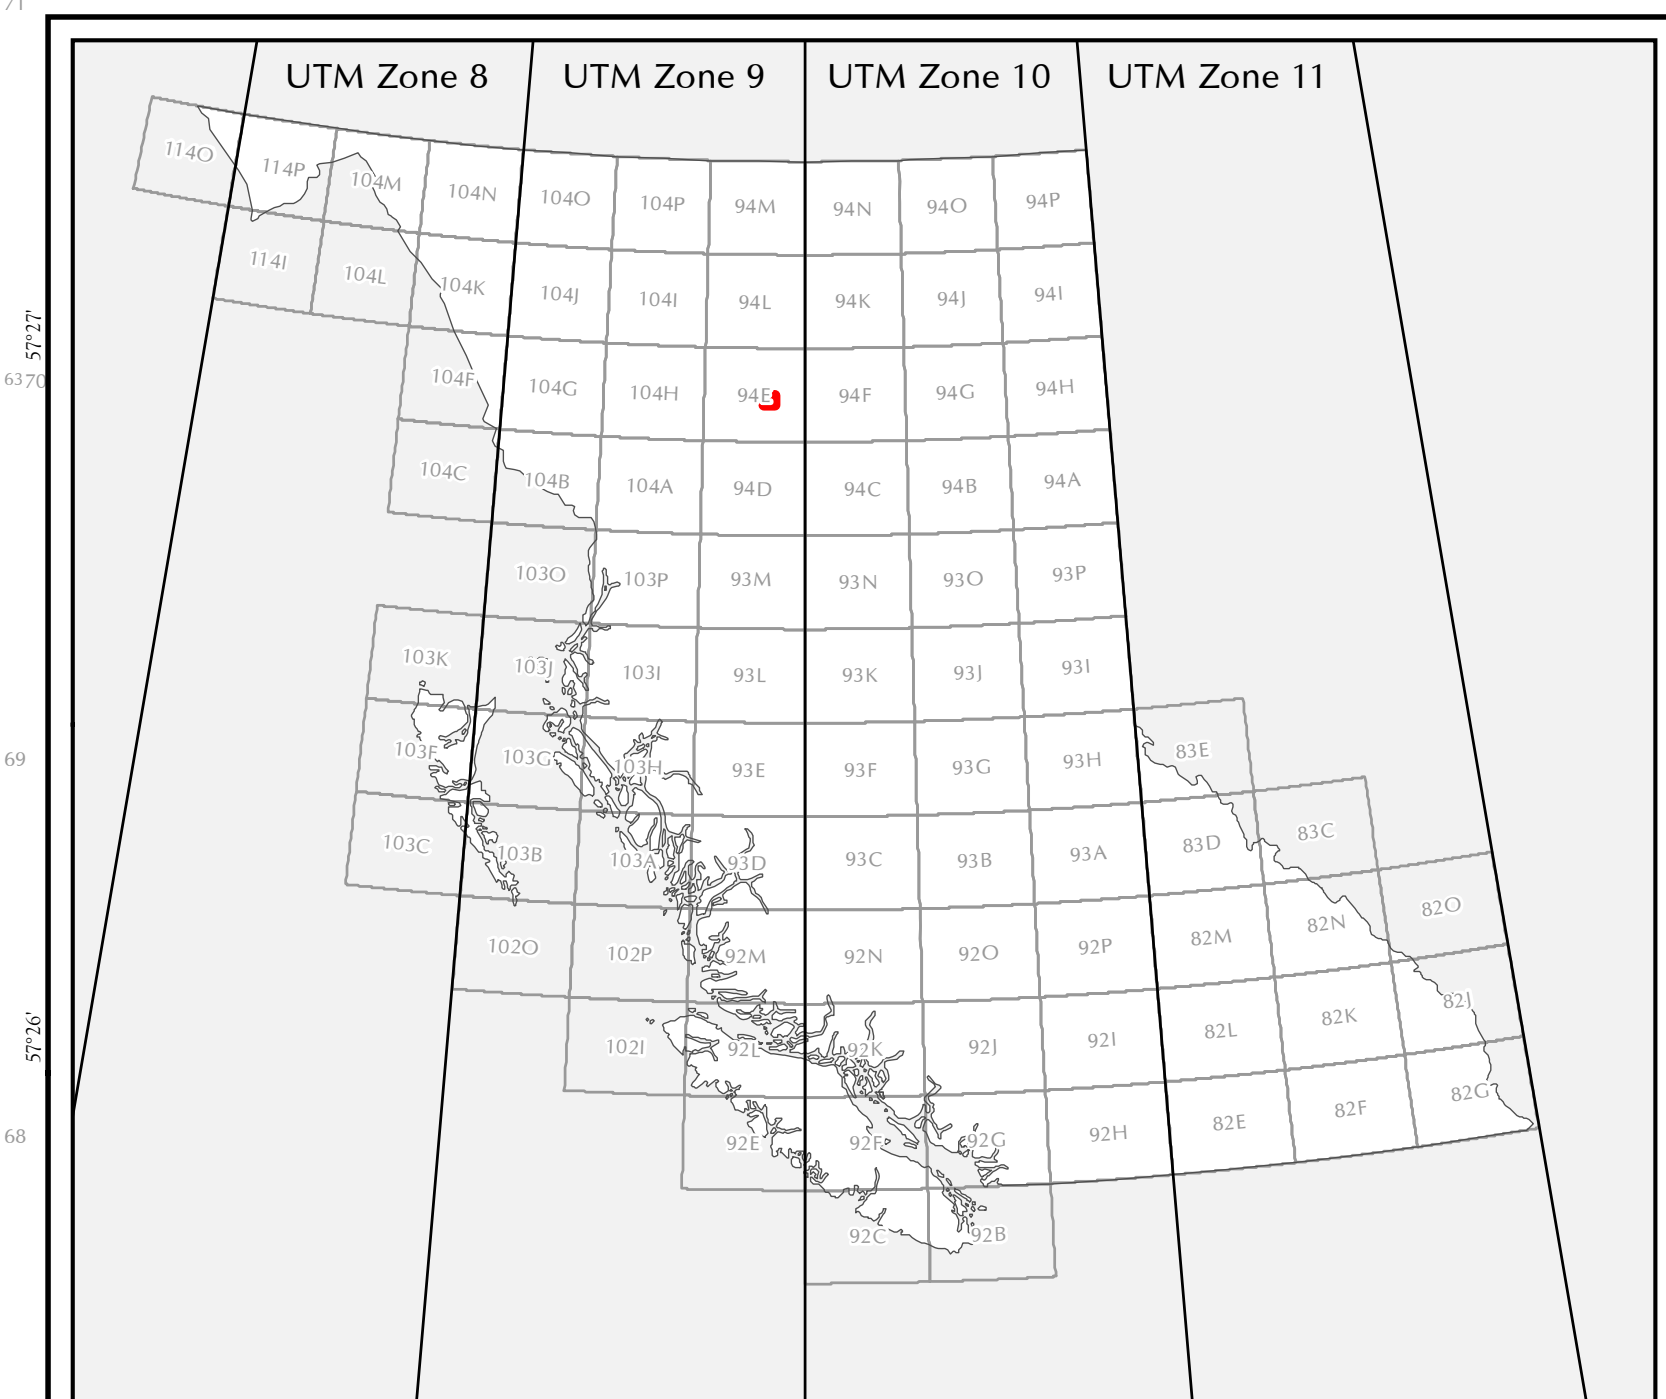 71
UTM Zone 8 UTM Zone 9 UTM Zone 10 UTM Zone 11
114O 114P 104M 104N 104O 104P 94M 94N 94O 94P
114I 104L 104K 104J 104I 94L 94K 94J 94I
57°27'
6370
104F 104G 104H 94E 94F 94G 94H
104C 104B 104A 94D 94C 94B 94A
103O 103P 93M 93N 93O 93P
103K 103J 103I 93L 93K 93J 93I
69
103F 103G 103H 93E 93F 93G 93H 83E
103C 103B 103A 93D 93C 93B 93A 83D 83C
102O 102P 92M 92N 92O 92P 82M 82N 82O
57°26'
102I 92L 92K 92J 92I 82L 82K 82J
68
92E 92F 92G 92H 82E 82F 82G
92C 92B